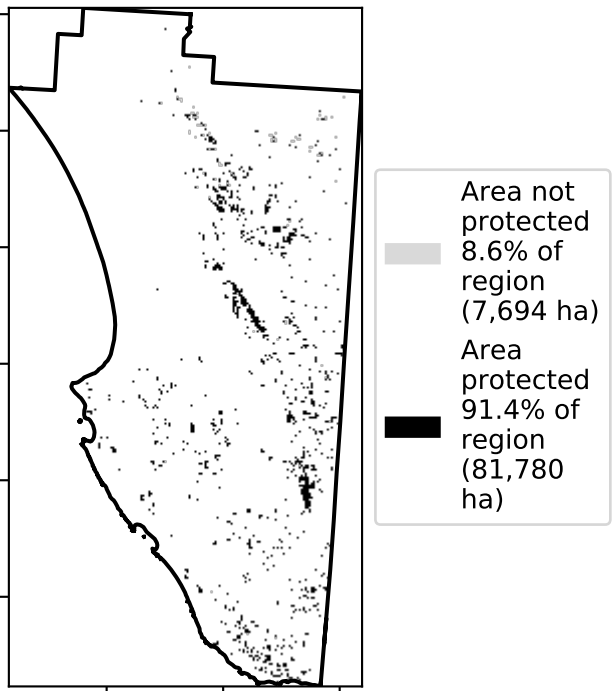 Area not
protected
8.6% of
region
(7,694 ha)
Area
protected
91.4% of
region
(81,780
ha)